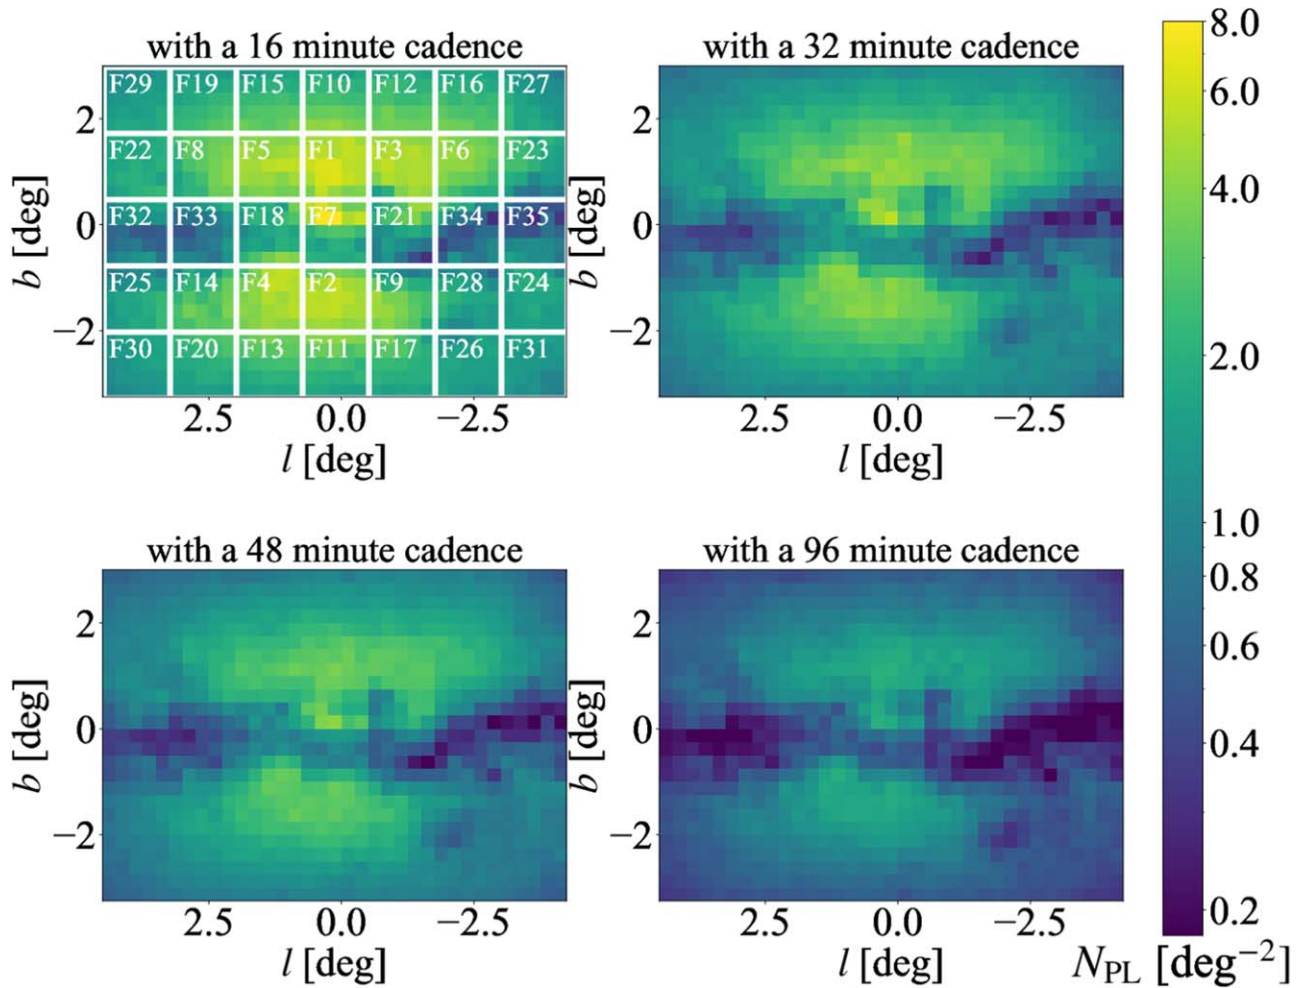 with a 16 minute cadence
with a 32 minute cadence
F29 F19 F15 F10 F12 F16 F27
F22 F8 F5 F1 F3 F6 F23
F32 F33 F18 F7 F21 F34 F35
F25 F14 F4 F2 F9 F28 F24
F30 F20 F13 F11 F17 F26 F31
2
0
−2
b [deg]
2.5 0.0 −2.5
l [deg]
2
0
−2
b [deg]
2.5 0.0 −2.5
l [deg]
with a 48 minute cadence
with a 96 minute cadence
2
0
−2
b [deg]
2.5 0.0 −2.5
l [deg]
2
0
−2
b [deg]
2.5 0.0 −2.5
l [deg]
8.0
6.0
4.0
2.0
1.0
0.8
0.6
0.4
0.2
N_PL [deg⁻²]